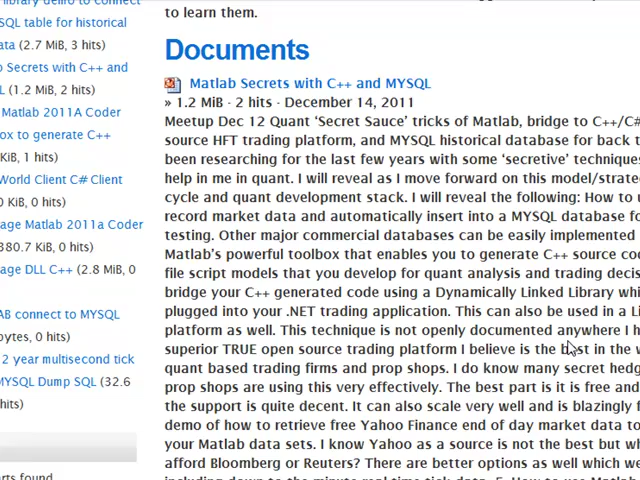 library dello to connect
SQL table for historical
ata (2.7 MiB, 3 hits)
b Secrets with C++ and
L (1.2 MiB, 2 hits)
Matlab 2011A Coder
ox to generate C++
KiB, 1 hits)
World Client C# Client
0 KiB, 0 hits)
age Matlab 2011a Coder
380.7 KiB, 0 hits)
age DLL C++ (2.8 MiB, 0
AB connect to MYSQL
bytes, 0 hits)
2 year multisecond tick
MYSQL Dump SQL (32.6
hits)
arts found
to learn them.
Documents
Matlab Secrets with C++ and MYSQL
» 1.2 MiB - 2 hits - December 14, 2011
Meetup Dec 12 Quant ‘Secret Sauce’ tricks of Matlab, bridge to C++/C#
source HFT trading platform, and MYSQL historical database for back t
been researching for the last few years with some ‘secretive’ technique
help in me in quant. I will reveal as I move forward on this model/strate
cycle and quant development stack. I will reveal the following: How to u
record market data and automatically insert into a MYSQL database fo
testing. Other major commercial databases can be easily implemented
Matlab’s powerful toolbox that enables you to generate C++ source co
file script models that you develop for quant analysis and trading decis
bridge your C++ generated code using a Dynamically Linked Library whi
plugged into your .NET trading application. This can also be used in a Li
platform as well. This technique is not openly documented anywhere I h
superior TRUE open source trading platform I believe is the best in the w
quant based trading firms and prop shops. I do know many secret hedg
prop shops are using this very effectively. The best part is it is free and
the support is quite decent. It can also scale very well and is blazingly f
demo of how to retrieve free Yahoo Finance end of day market data to
your Matlab data sets. I know Yahoo as a source is not the best but wh
afford Bloomberg or Reuters? There are better options as well which we